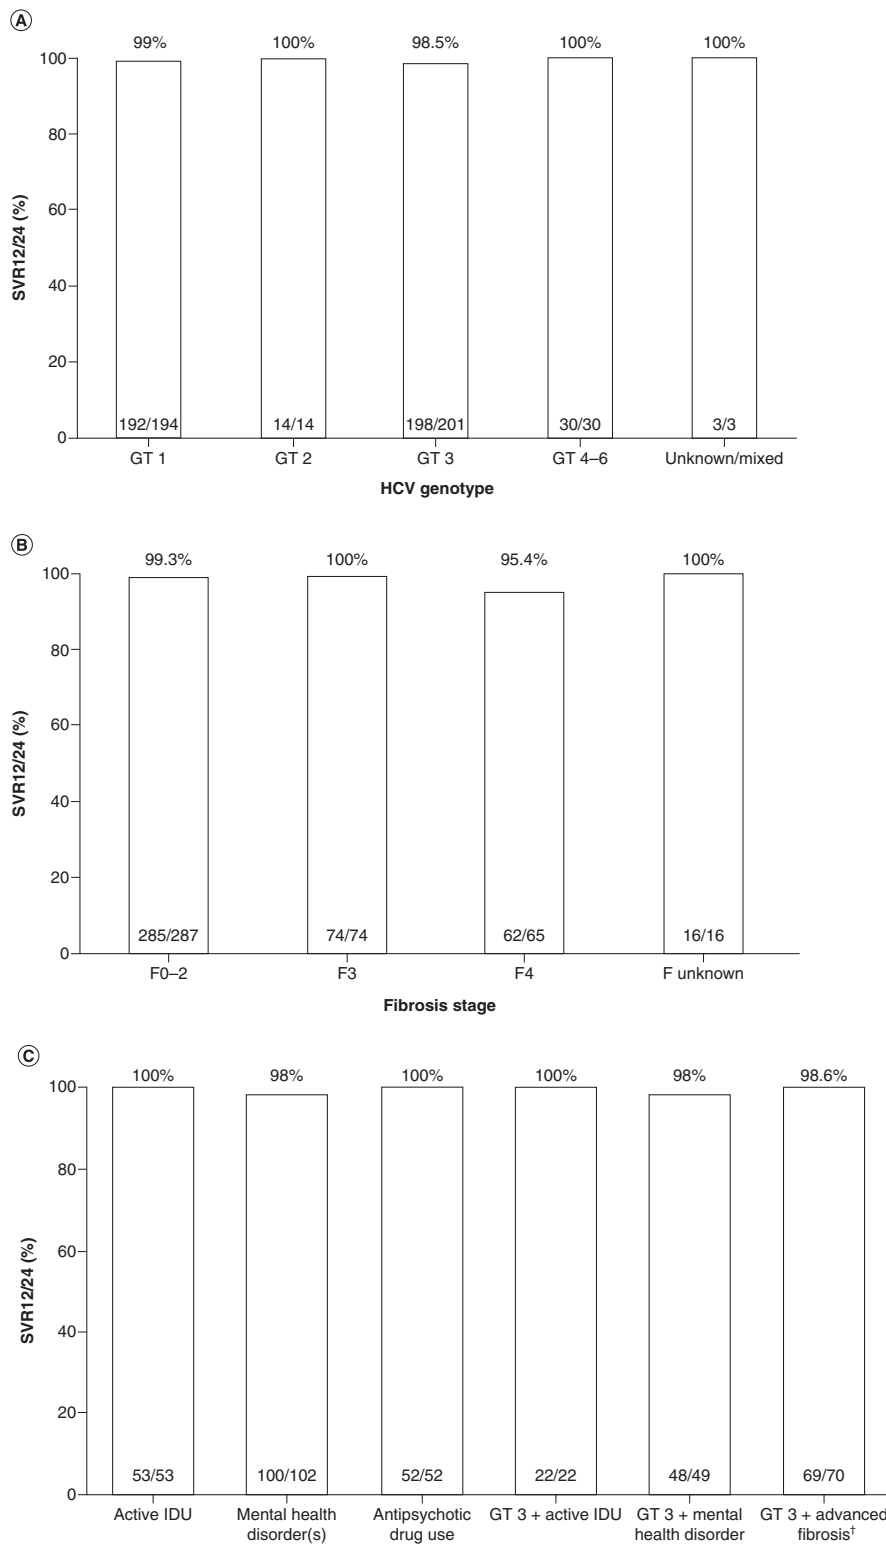 A
99% 100% 98.5% 100% 100%
100
80
60
40
20
0
SVR12/24 (%)
192/194 14/14 198/201 30/30 3/3
GT 1 GT 2 GT 3 GT 4–6 Unknown/mixed
HCV genotype
B
99.3% 100% 95.4% 100%
100
80
60
40
20
0
SVR12/24 (%)
285/287 74/74 62/65 16/16
F0–2 F3 F4 F unknown
Fibrosis stage
C
100% 98% 100% 100% 98% 98.6%
100
80
60
40
20
0
SVR12/24 (%)
53/53 100/102 52/52 22/22 48/49 69/70
Active IDU Mental health Antipsychotic GT 3 + active IDU GT 3 + mental GT 3 + advanced
disorder(s) drug use health disorder fibrosis†